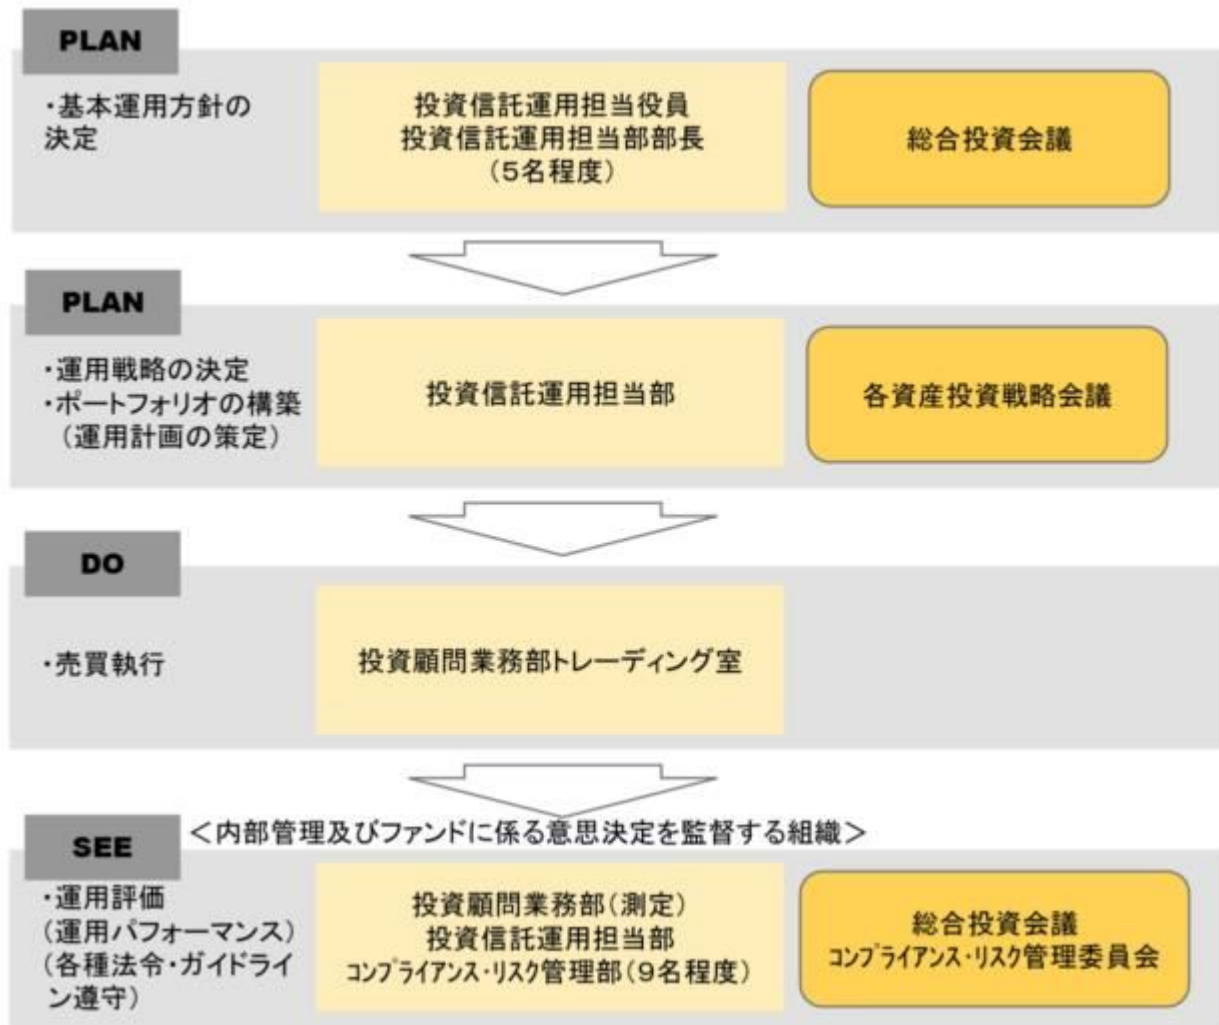 PLAN
・基本運用方針の
決定
投資信託運用担当役員
投資信託運用担当部部長
(5名程度)
総合投資会議
PLAN
・運用戦略の決定
・ポートフォリオの構築
(運用計画の策定)
投資信託運用担当部
各資産投資戦略会議
DO
・売買執行
投資顧問業務部トレーディング室
SEE
<内部管理及びファンドに係る意思決定を監督する組織>
・運用評価
(運用パフォーマンス)
(各種法令・ガイドライ
ン遵守)
投資顧問業務部(測定)
投資信託運用担当部
コンプライアンス・リスク管理部(9名程度)
総合投資会議
コンプライアンス・リスク管理委員会